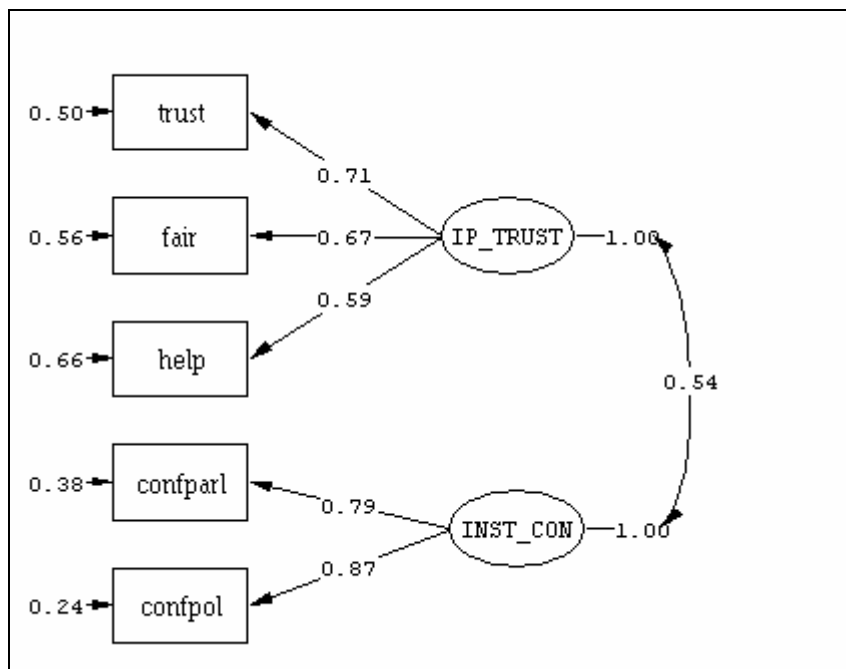 0.50 trust
0.71
0.56 fair 0.67 IP_TRUST 1.00
0.59
0.66 help
0.54
0.38 confparl
0.79
INST_CON 1.00
0.87
0.24 confpol